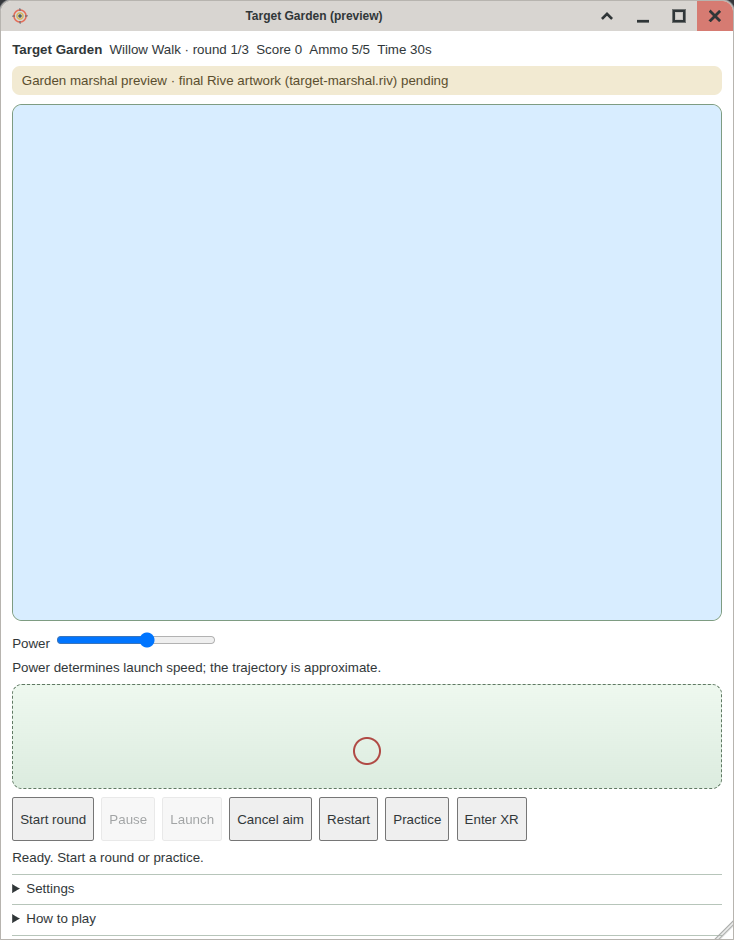 Target Garden (preview)
Target Garden Willow Walk · round 1/3 Score 0 Ammo 5/5 Time 30s
Garden marshal preview · final Rive artwork (target-marshal.riv) pending
Power
Power determines launch speed; the trajectory is approximate.
Start round Pause Launch Cancel aim Restart Practice Enter XR
Ready. Start a round or practice.
Settings
How to play